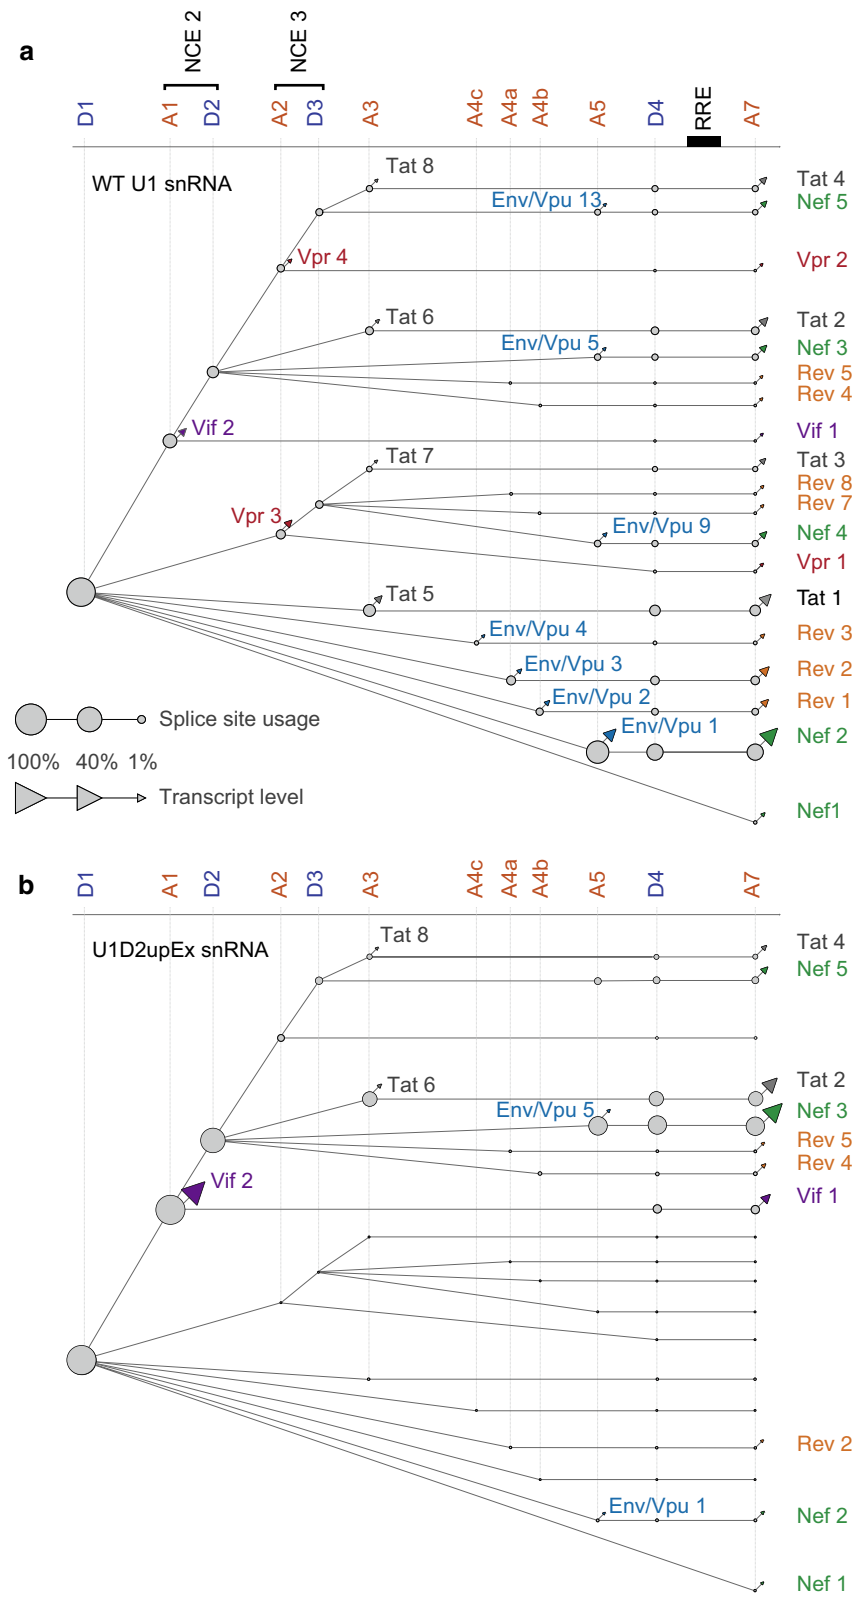 a
NCE 2
NCE 3
D1 A1 D2 A2 D3 A3 A4c A4a A4b A5 D4 RRE A7
WT U1 snRNA
Tat 8
Tat 4
Env/Vpu 13
Nef 5
Vpr 4
Vpr 2
Tat 6
Tat 2
Env/Vpu 5
Nef 3
Rev 5
Rev 4
Vif 2
Vif 1
Tat 7
Tat 3
Rev 8
Rev 7
Vpr 3
Env/Vpu 9
Nef 4
Vpr 1
Tat 5
Tat 1
Env/Vpu 4
Rev 3
Env/Vpu 3
Rev 2
Env/Vpu 2
Rev 1
Splice site usage
Env/Vpu 1
Nef 2
100% 40% 1%
Transcript level
Nef1
b
D1 A1 D2 A2 D3 A3 A4c A4a A4b A5 D4 A7
U1D2upEx snRNA
Tat 8
Tat 4
Nef 5
Tat 6
Tat 2
Env/Vpu 5
Nef 3
Rev 5
Rev 4
Vif 2
Vif 1
Rev 2
Env/Vpu 1
Nef 2
Nef 1